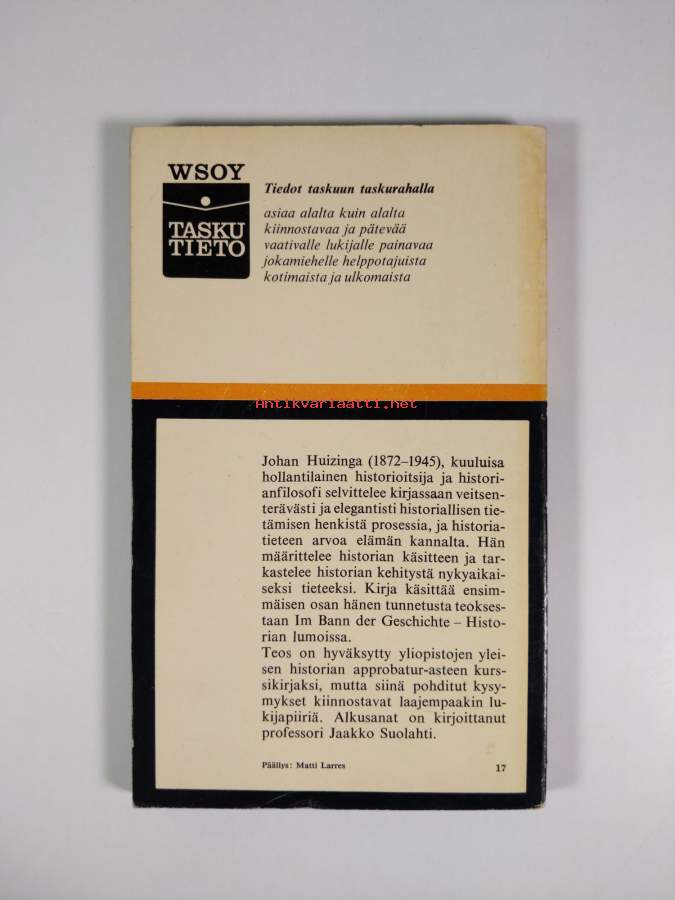 WSOY
TASKU
TIETO
Tiedot taskuun taskurahalla
asiaa alalta kuin alalta
kiinnostavaa ja pätevää
vaativalle lukijalle painavaa
jokamiehelle helppotajuista
kotimaista ja ulkomaista
Antikvariaatti.net
Johan Huizinga (1872–1945), kuuluisa
hollantilainen historioitsija ja histori-
anfilosofi selvittelee kirjassaan veitsen-
terävästi ja elegantisti historiallisen tie-
tämisen henkistä prosessia, ja historia-
tieteen arvoa elämän kannalta. Hän
määrittelee historian käsitteen ja tar-
kastelee historian kehitystä nykyaikai-
seksi tieteeksi. Kirja käsittää ensim-
mäisen osan hänen tunnetusta teokses-
taan Im Bann der Geschichte – Histo-
rian lumoissa.
Teos on hyväksytty yliopistojen ylei-
sen historian approbatur-asteen kurs-
sikirjaksi, mutta siinä pohditut kysy-
mykset kiinnostavat laajempaakin lu-
kijapiiriä. Alkusanat on kirjoittanut
professori Jaakko Suolahti.
Päällys: Matti Larres
17